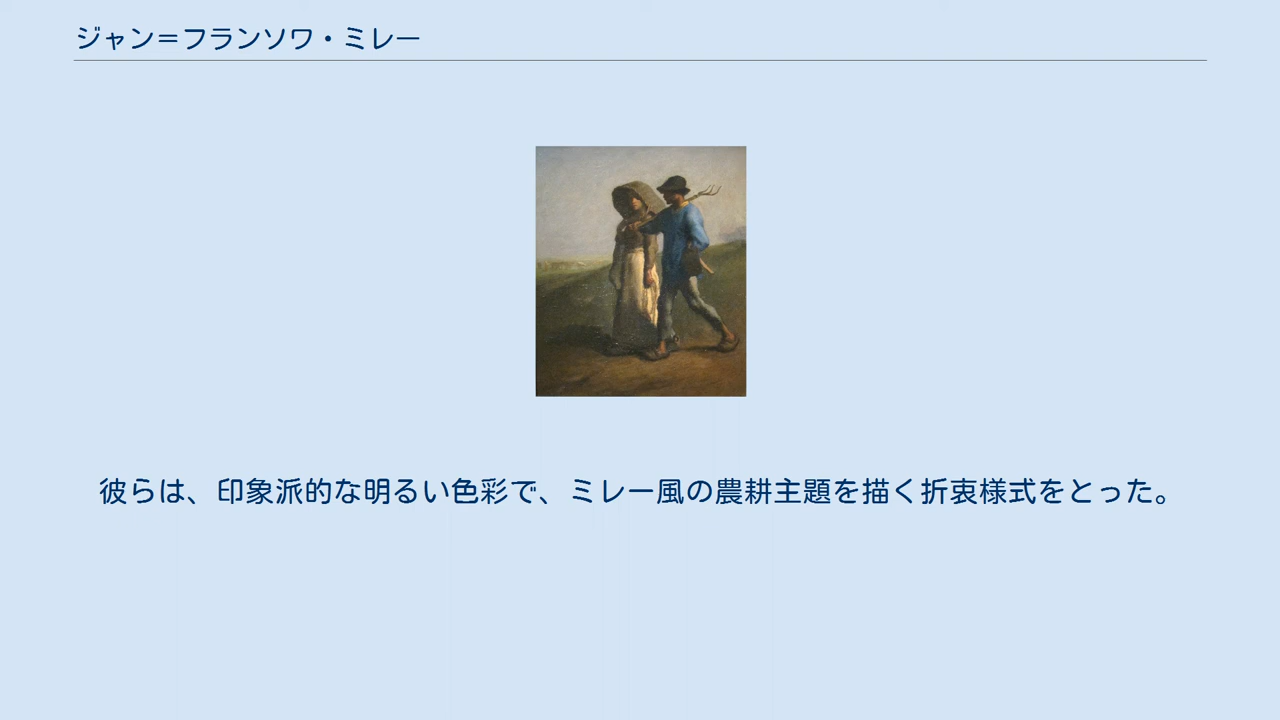 ジャン＝フランソワ・ミレー
彼らは、印象派的な明るい色彩で、ミレー風の農耕主題を描く折衷様式をとった。